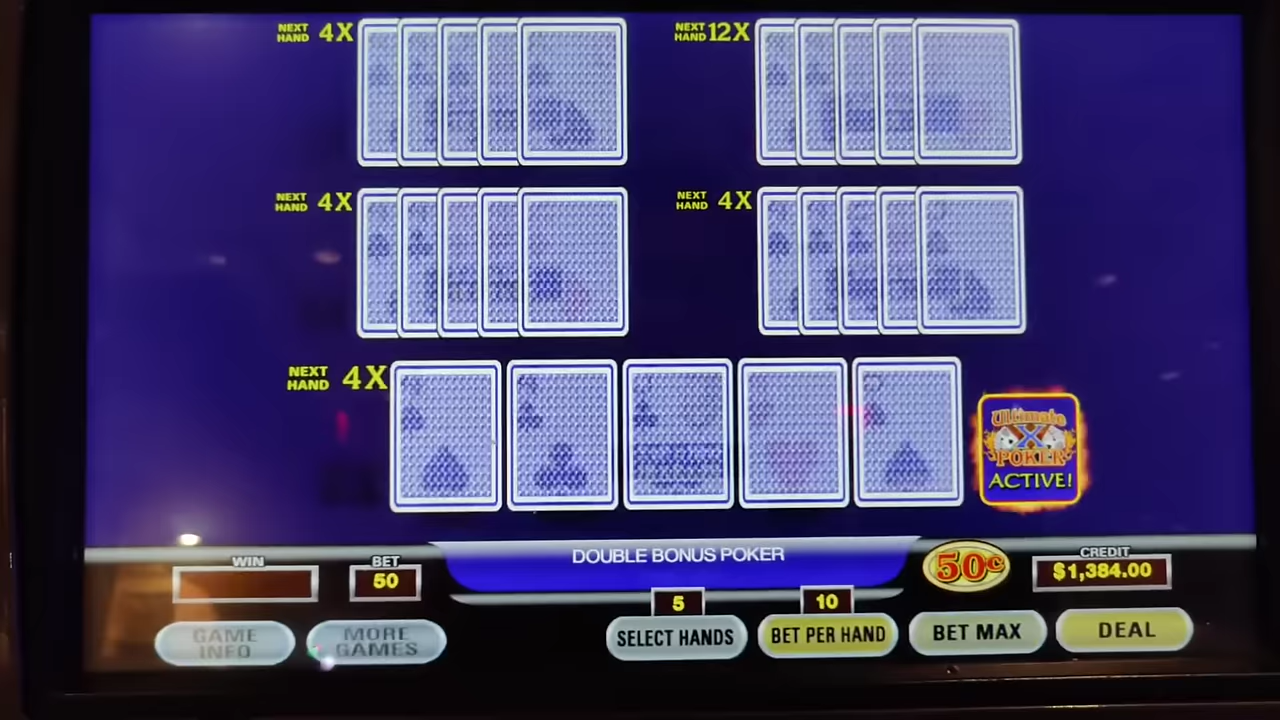 NEXT HAND 4X
NEXT HAND 12X
NEXT HAND 4X
NEXT HAND 4X
NEXT HAND 4X
Ultimate
X
POKER
ACTIVE!
WIN
BET
50
DOUBLE BONUS POKER
50¢
CREDIT
$1,384.00
5
10
GAME INFO
MORE GAMES
SELECT HANDS
BET PER HAND
BET MAX
DEAL